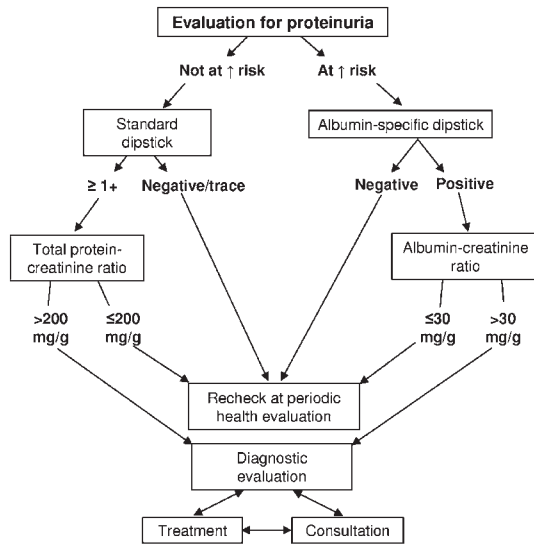 Evaluation for proteinuria
Not at ↑ risk
At ↑ risk
Standard
dipstick
Albumin-specific dipstick
≥ 1+
Negative/trace
Negative
Positive
Total protein-
creatinine ratio
Albumin-creatinine
ratio
>200
mg/g
≤200
mg/g
≤30
mg/g
>30
mg/g
Recheck at periodic
health evaluation
Diagnostic
evaluation
Treatment
Consultation